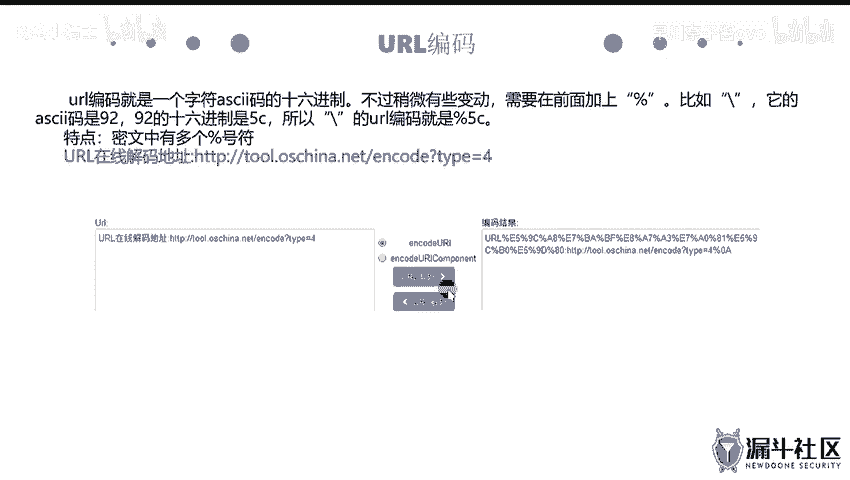 URL编码
url编码就是一个字符ascii码的十六进制。不过稍微有些变动，需要在前面加上“%”。比如“\”，它的
ascii码是92，92的十六进制是5c，所以“\”的url编码就是%5c。
特点：密文中有多个%号符
URL在线解码地址:http://tool.oschina.net/encode?type=4
Url:
URL在线解码地址:http://tool.oschina.net/encode?type=4
encodeURI
encodeURIComponent
编码结果:
URL%E5%9C%A8%E7%BA%BF%E8%A7%A3%E7%A0%81%E5%9
C%B0%E5%9D%80:http://tool.oschina.net/encode?type=4%0A
漏斗社区
NEWDOONE SECURITY